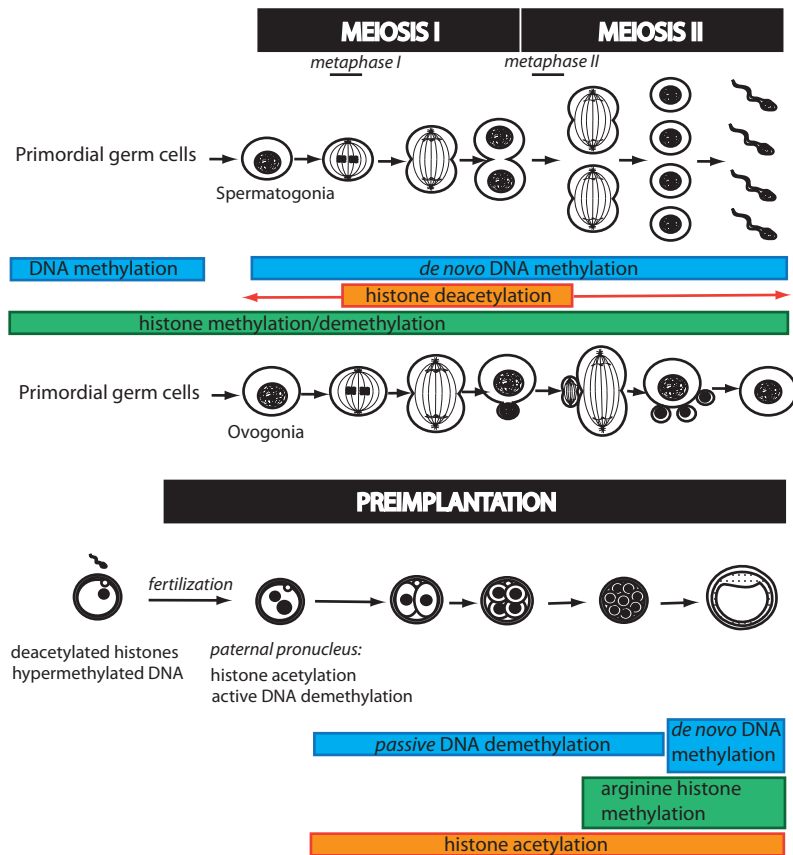 MEIOSIS I
MEIOSIS II
metaphase I
metaphase II
Primordial germ cells
Spermatogonia
DNA methylation
de novo DNA methylation
histone deacetylation
histone methylation/demethylation
Primordial germ cells
Ovogonia
PREIMPLANTATION
fertilization
deacetylated histones
hypermethylated DNA
paternal pronucleus:
histone acetylation
active DNA demethylation
passive DNA demethylation
de novo DNA
methylation
arginine histone
methylation
histone acetylation